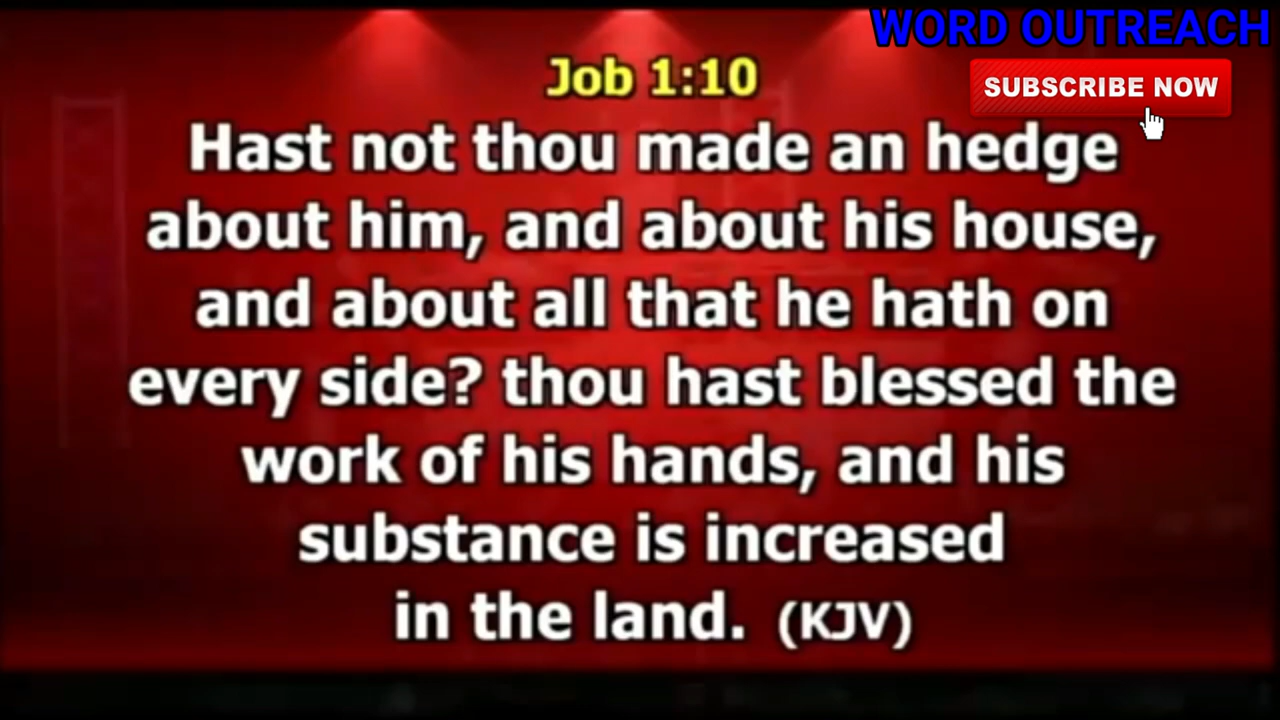 WORD OUTREACH
SUBSCRIBE NOW
Job 1:10
Hast not thou made an hedge
about him, and about his house,
and about all that he hath on
every side? thou hast blessed the
work of his hands, and his
substance is increased
in the land. (KJV)